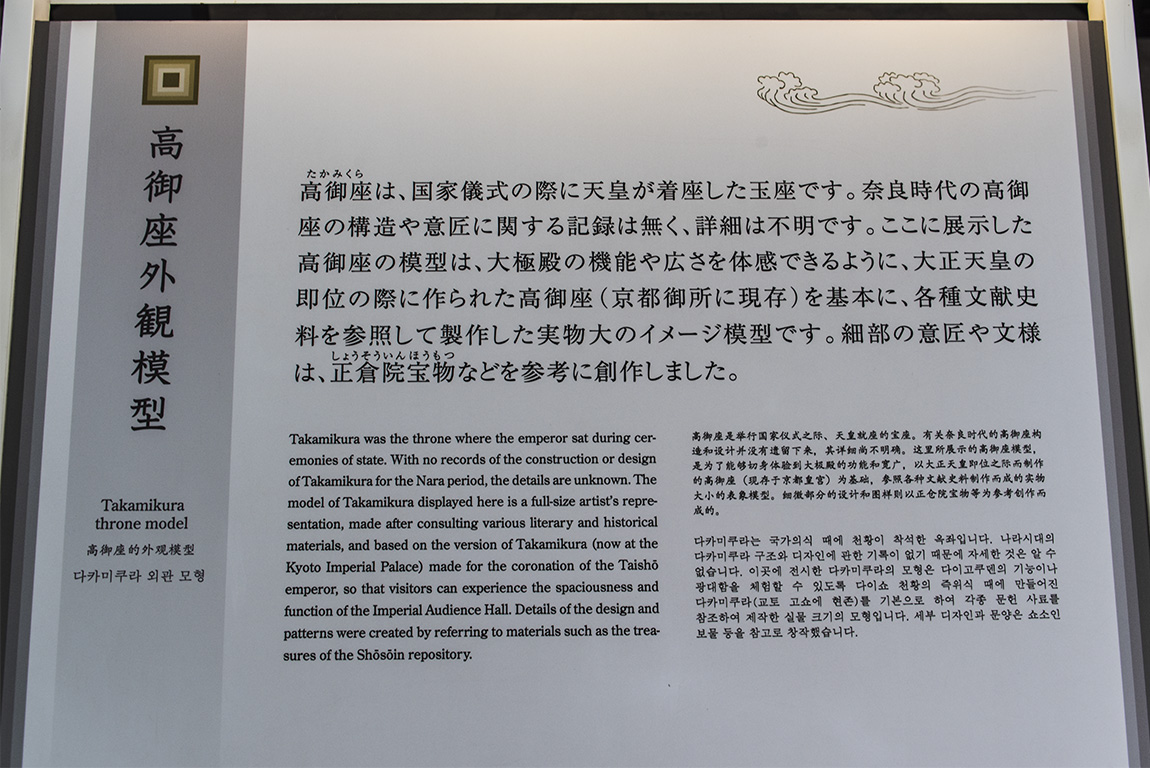 高御座外観模型
Takamikura
throne model
高御座的外观模型
다카미쿠라 외관 모형
たかみくら
高御座は、国家儀式の際に天皇が着座した玉座です。奈良時代の高御
座の構造や意匠に関する記録は無く、詳細は不明です。ここに展示した
高御座の模型は、大極殿の機能や広さを体感できるように、大正天皇の
即位の際に作られた高御座（京都御所に現存）を基本に、各種文献史
料を参照して製作した実物大のイメージ模型です。細部の意匠や文様
しょうそういんほうもつ
は、正倉院宝物などを参考に創作しました。
Takamikura was the throne where the emperor sat during cer-
emonies of state. With no records of the construction or design
of Takamikura for the Nara period, the details are unknown. The
model of Takamikura displayed here is a full-size artist's repre-
sentation, made after consulting various literary and historical
materials, and based on the version of Takamikura (now at the
Kyoto Imperial Palace) made for the coronation of the Taishō
emperor, so that visitors can experience the spaciousness and
function of the Imperial Audience Hall. Details of the design and
patterns were created by referring to materials such as the trea-
sures of the Shōsōin repository.
高御座是举行国家仪式之际、天皇就座的宝座。有关奈良时代的高御座构
造和设计并没有遗留下来，其详细尚不明确。这里所展示的高御座模型，
是为了能够切身体验到大极殿的功能和宽广，以大正天皇即位之际而制作
的高御座（现存于京都皇宫）为基础，参照各种文献史料制作而成的实物
大小的表象模型。细微部分的设计和图样则以正仓院宝物等为参考创作而
成的。
다카미쿠라는 국가의식 때에 천황이 착석한 옥좌입니다. 나라시대의
다카미쿠라 구조와 디자인에 관한 기록이 없기 때문에 자세한 것은 알 수
없습니다. 이곳에 전시한 다카미쿠라의 모형은 다이고쿠덴의 기능이나
광대함을 체험할 수 있도록 다이쇼 천황의 즉위식 때에 만들어진
다카미쿠라(교토 고쇼에 현존)를 기본으로 하여 각종 문헌 사료를
참조하여 제작한 실물 크기의 모형입니다. 세부 디자인과 문양은 쇼소인
보물 등을 참고로 창작했습니다.